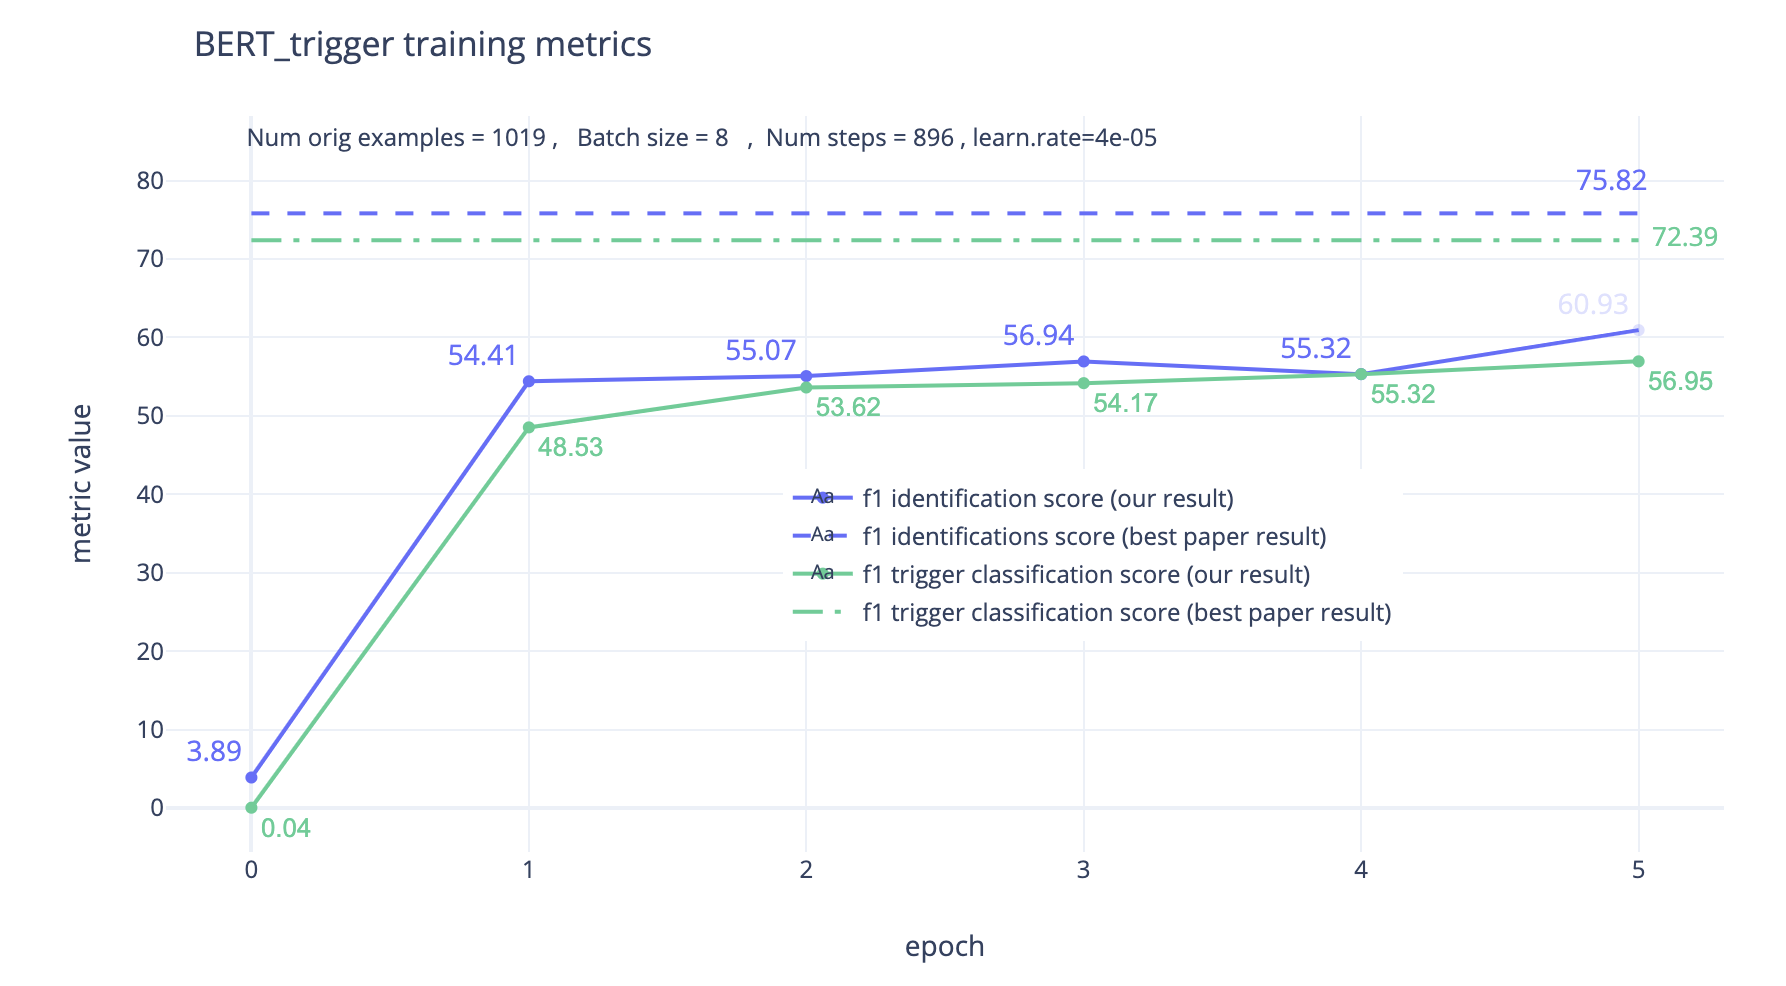 BERT_trigger training metrics
Num orig examples = 1019 ,   Batch size = 8   ,  Num steps = 896 , learn.rate=4e-05
80
75.82
72.39
70
60.93
60
56.94
55.32
55.07
54.41
56.95
55.32
54.17
53.62
50
48.53
metric value
40
Aa f1 identification score (our result)
Aa f1 identifications score (best paper result)
Aa f1 trigger classification score (our result)
f1 trigger classification score (best paper result)
30
20
10
3.89
0
0.04
0 1 2 3 4 5
epoch